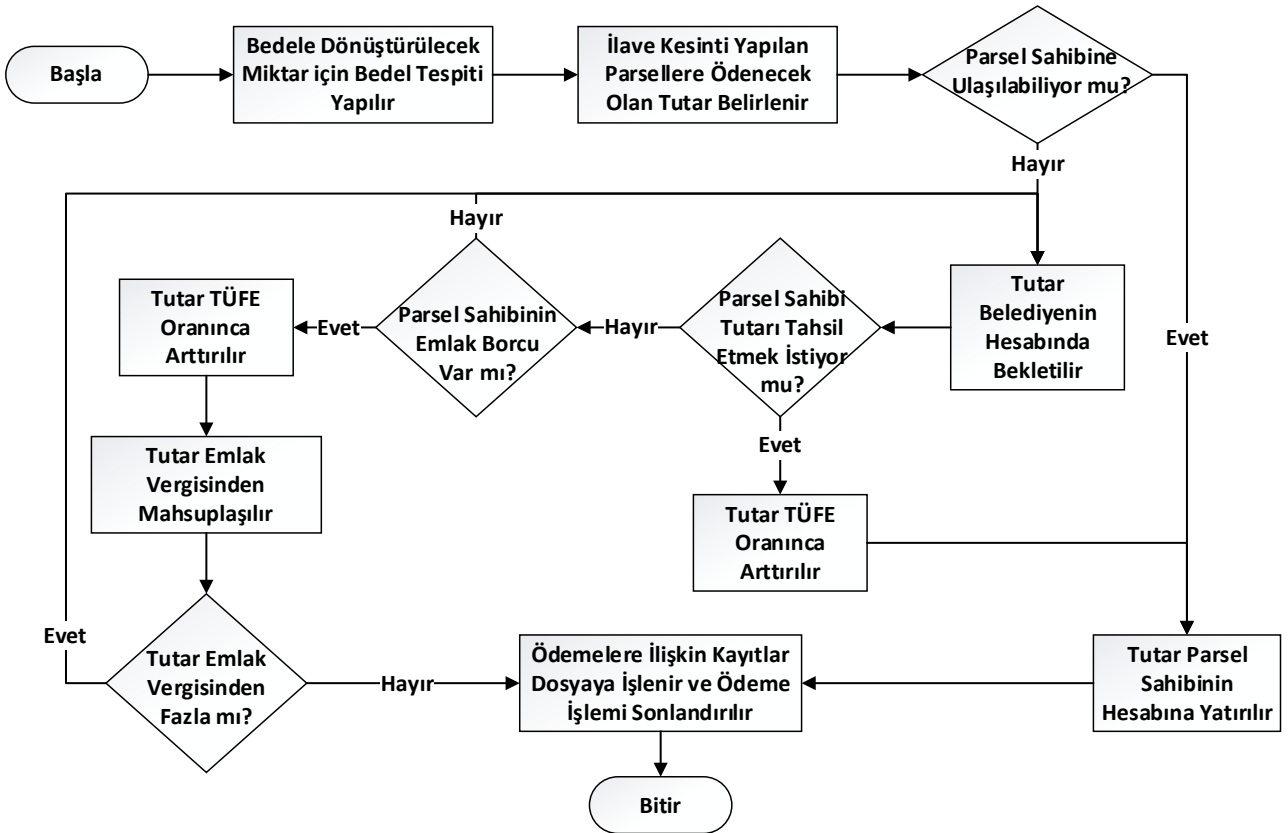 Başla
Bedele Dönüştürülecek
Miktar için Bedel Tespiti
Yapılır
İlave Kesinti Yapılan
Parsellere Ödenecek
Olan Tutar Belirlenir
Parsel Sahibine
Ulaşılabiliyor mu?
Hayır
Evet
Tutar
Belediyenin
Hesabında
Bekletilir
Parsel Sahibi
Tutarı Tahsil
Etmek İstiyor
mu?
Hayır
Evet
Parsel Sahibinin
Emlak Borcu
Var mı?
Hayır
Evet
Tutar TÜFE
Oranınca
Arttırılır
Tutar Emlak
Vergisinden
Mahsuplaşılır
Tutar Emlak
Vergisinden
Fazla mı?
Evet
Hayır
Tutar TÜFE
Oranınca
Arttırılır
Tutar Parsel
Sahibinin
Hesabına Yatırılır
Ödemelere İlişkin Kayıtlar
Dosyaya İşlenir ve Ödeme
İşlemi Sonlandırılır
Bitir